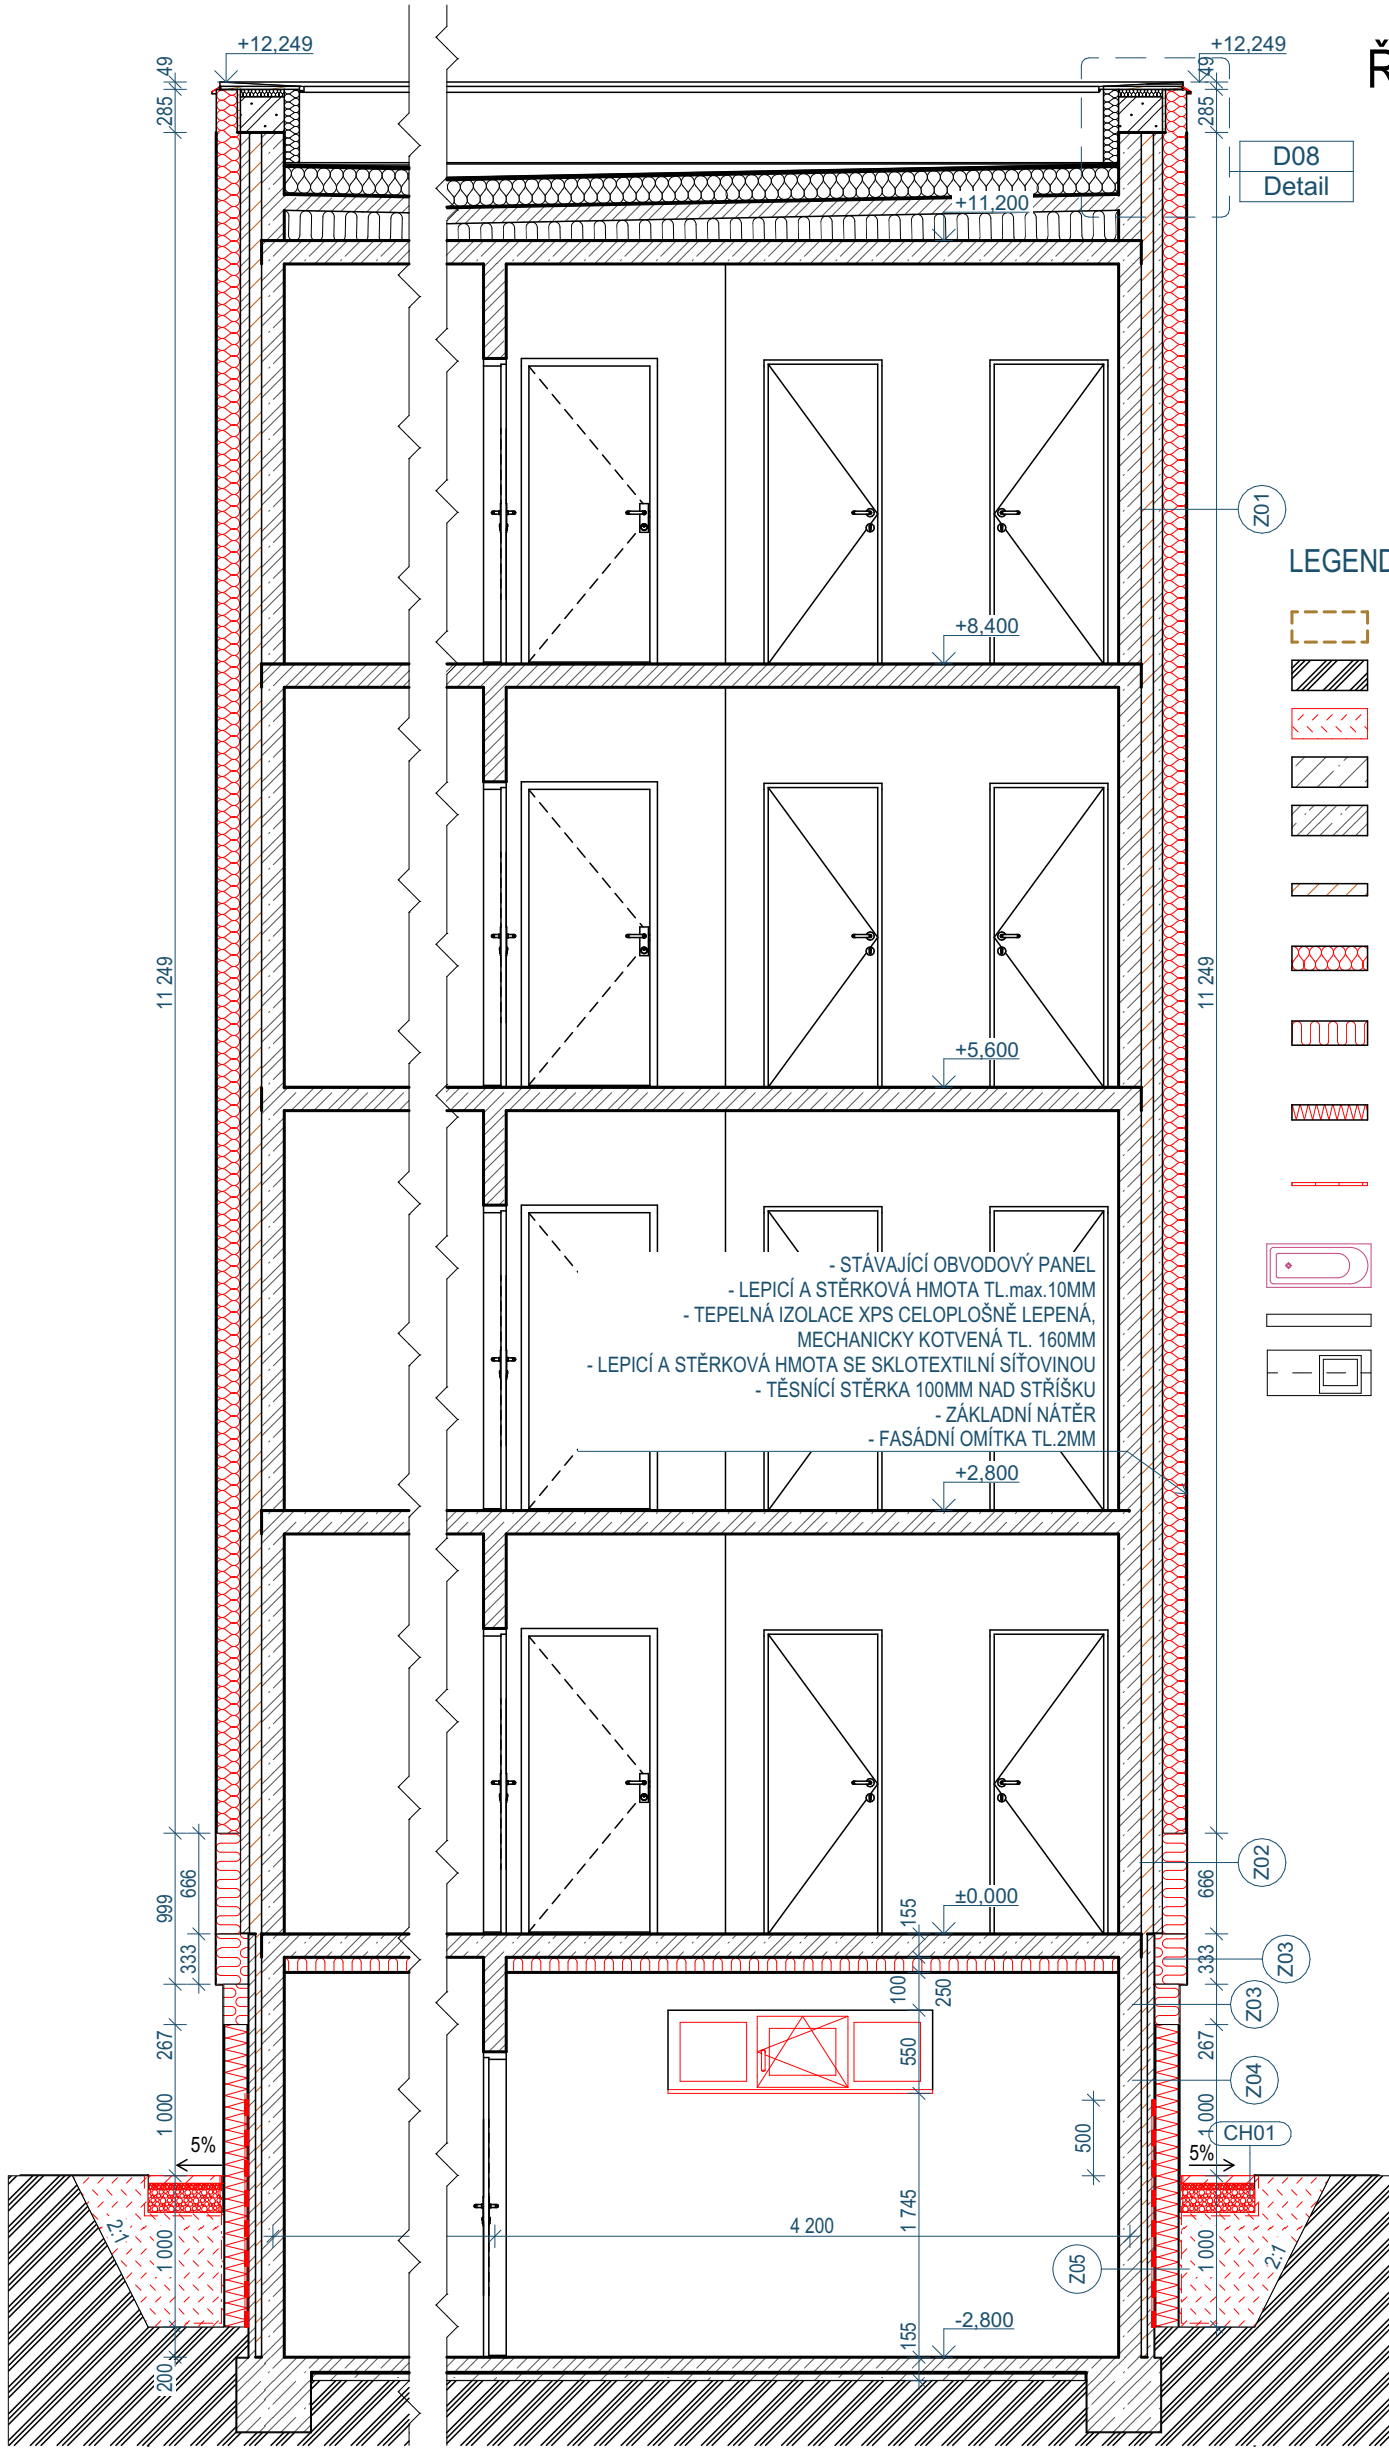 +12,249
+12,249
Ř
49
285
49
285
D08
Detail
+11,200
Z01
LEGEND
+8,400
11 249
11 249
+5,600
- STÁVAJÍCÍ OBVODOVÝ PANEL
- LEPICÍ A STĚRKOVÁ HMOTA TL.max.10MM
- TEPELNÁ IZOLACE XPS CELOPLOŠNĚ LEPENÁ,
MECHANICKY KOTVENÁ TL. 160MM
- LEPICÍ A STĚRKOVÁ HMOTA SE SKLOTEXTILNÍ SÍŤOVINOU
- TĚSNÍCÍ STĚRKA 100MM NAD STŘÍŠKU
- ZÁKLADNÍ NÁTĚR
- FASÁDNÍ OMÍTKA TL.2MM
+2,800
Z02
666
999
666
±0,000
155
333
333
Z03
100
250
Z03
267
550
267
Z04
1 000
500
1 000
CH01
5%
5%
1 745
4 200
2:1
1 000
1 000
2:1
Z05
-2,800
155
200